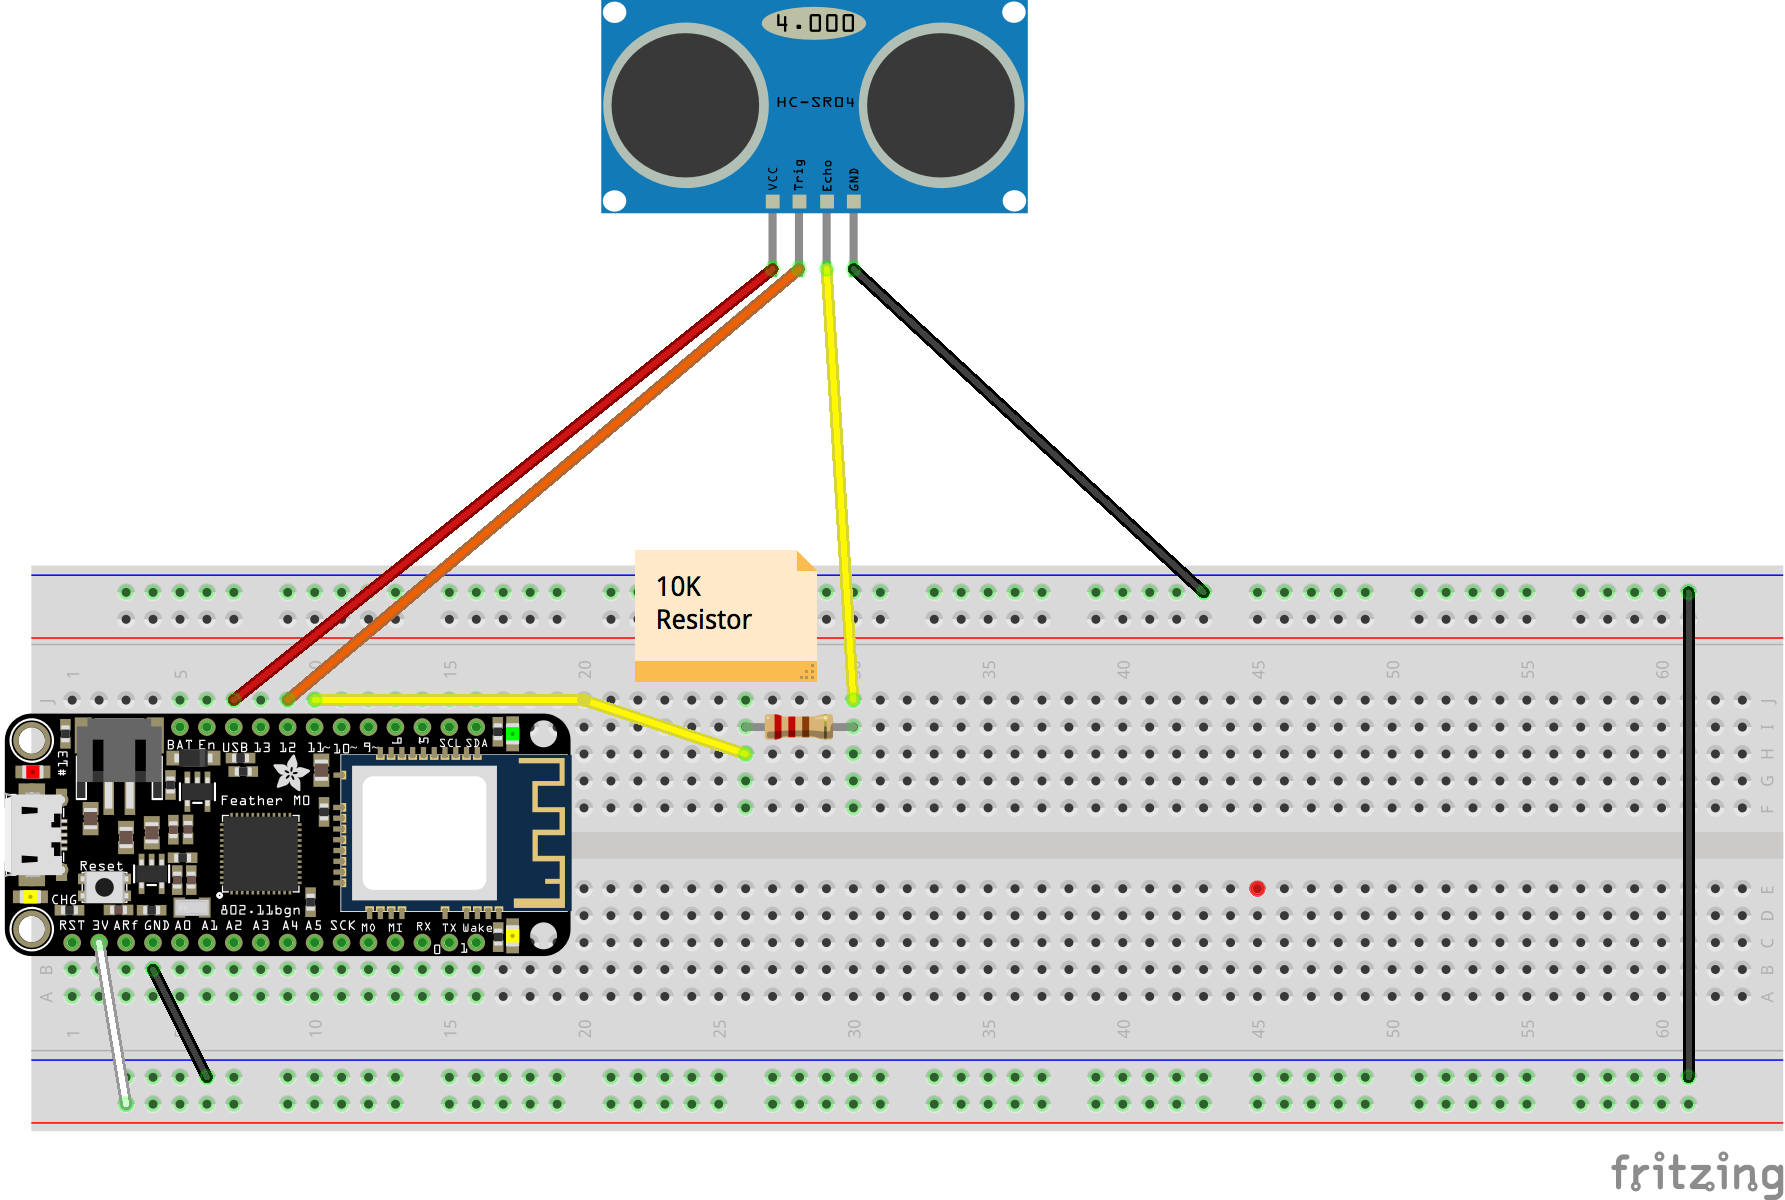 4.000
HC-SR04
VCC Trig Echo GND
10K
Resistor
1 5 10 15 20 30 35 40 45 50 55 60
J J
I
H
G
F
BAT En USB 13 12 11~ 10~ 9~ 6 5 SCL SDA
#13
Feather M0
Reset
CHG
802.11bgn
RST 3V ARf GND A0 A1 A2 A3 A4 A5 SCK MO MI RX TX Wake
0 1
E
D
C
B B
A A
1 10 15 20 25 30 35 40 45 50 55 60
fritzing